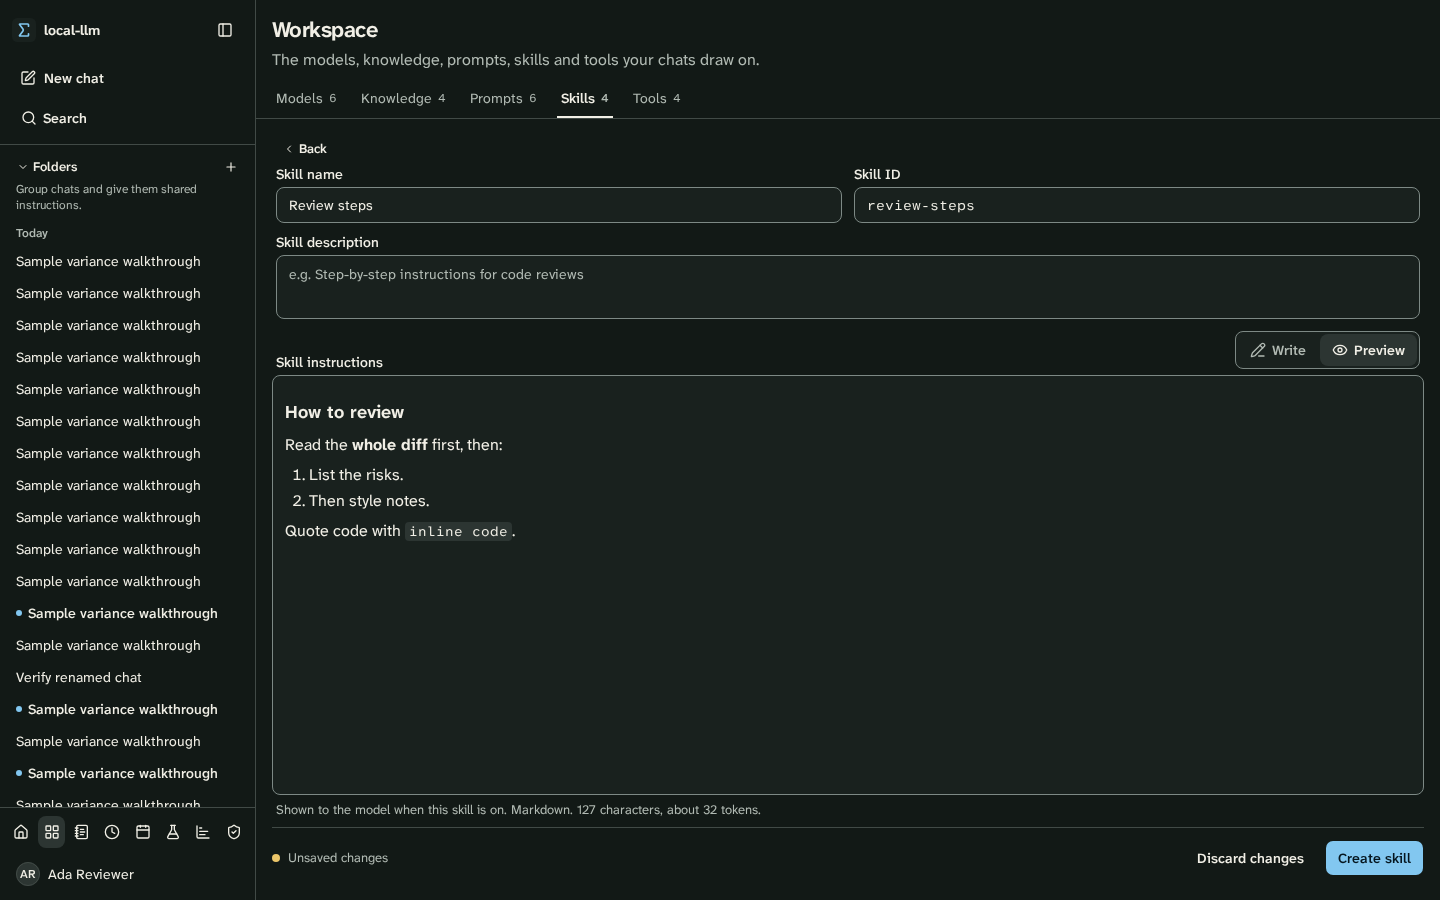 local-llm
New chat
Search
Folders
Group chats and give them shared
instructions.
Today
Sample variance walkthrough
Sample variance walkthrough
Sample variance walkthrough
Sample variance walkthrough
Sample variance walkthrough
Sample variance walkthrough
Sample variance walkthrough
Sample variance walkthrough
Sample variance walkthrough
Sample variance walkthrough
Sample variance walkthrough
Sample variance walkthrough
Sample variance walkthrough
Verify renamed chat
Sample variance walkthrough
Sample variance walkthrough
Sample variance walkthrough
Sample variance walkthrough
AR Ada Reviewer
Workspace
The models, knowledge, prompts, skills and tools your chats draw on.
Models 6 Knowledge 4 Prompts 6 Skills 4 Tools 4
Back
Skill name Skill ID
Review steps review-steps
Skill description
e.g. Step-by-step instructions for code reviews
Write Preview
Skill instructions
How to review
Read the whole diff first, then:
1. List the risks.
2. Then style notes.
Quote code with inline code.
Shown to the model when this skill is on. Markdown. 127 characters, about 32 tokens.
Unsaved changes Discard changes Create skill